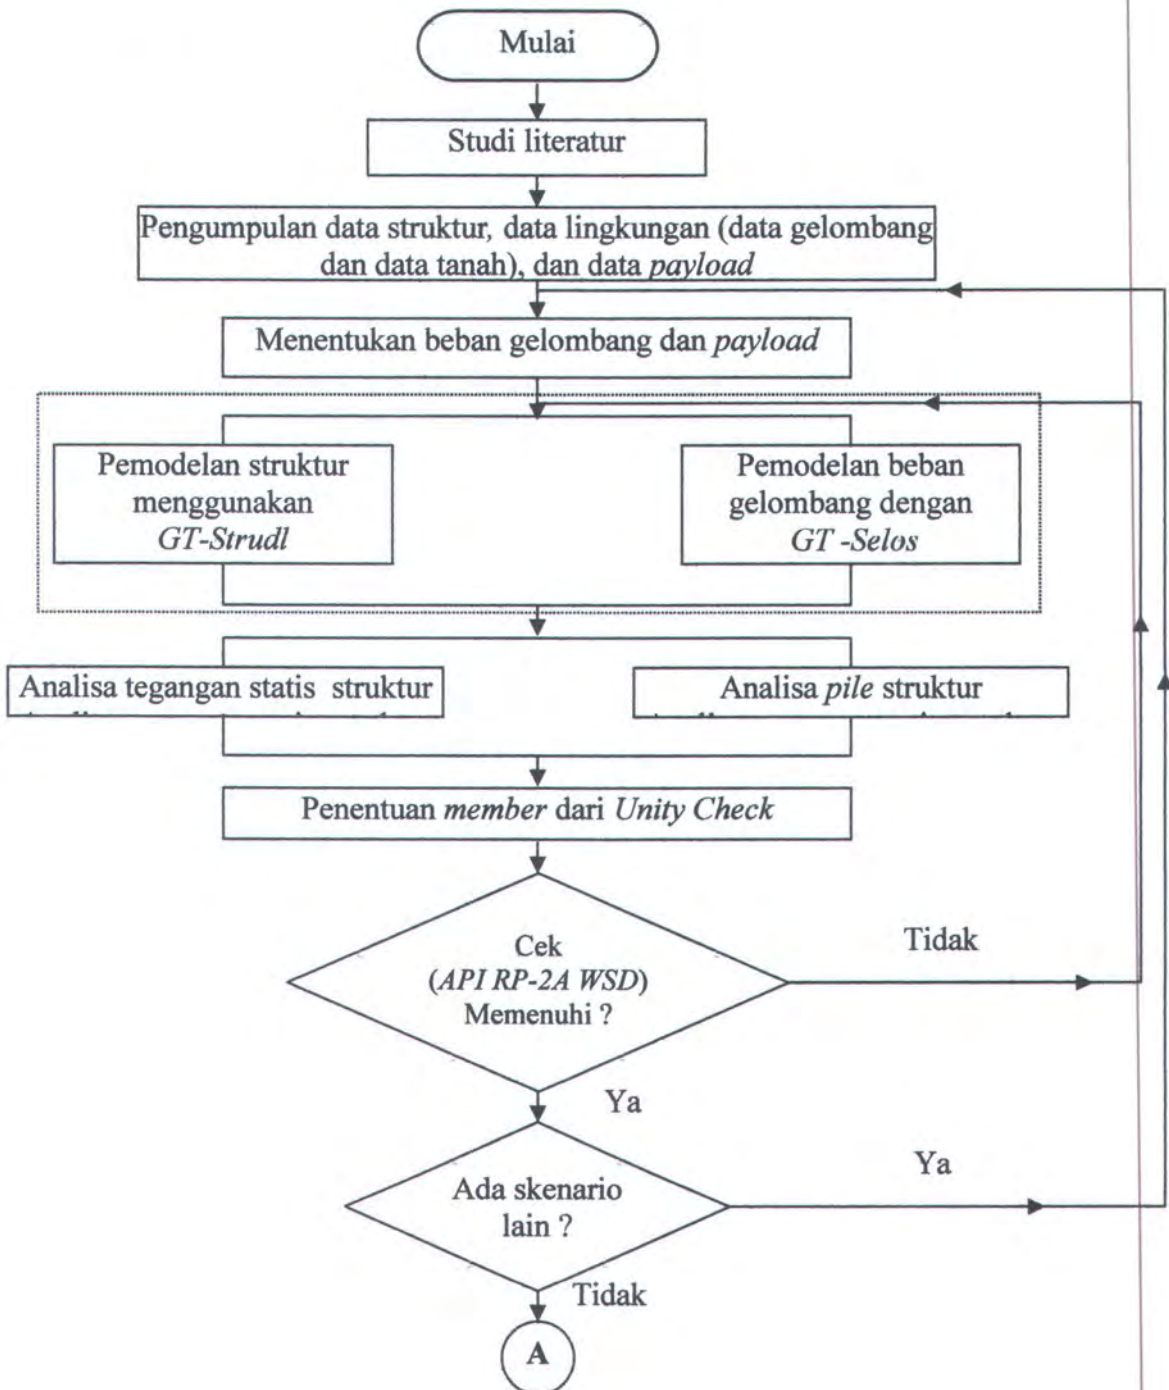 Mulai
Studi literatur
Pengumpulan data struktur, data lingkungan (data gelombang
dan data tanah), dan data payload
Menentukan beban gelombang dan payload
Pemodelan struktur
menggunakan
GT-Strudl
Pemodelan beban
gelombang dengan
GT -Selos
Analisa tegangan statis struktur
Analisa pile struktur
Penentuan member dari Unity Check
Cek
(API RP-2A WSD)
Memenuhi ?
Tidak
Ya
Ada skenario
lain ?
Ya
Tidak
A